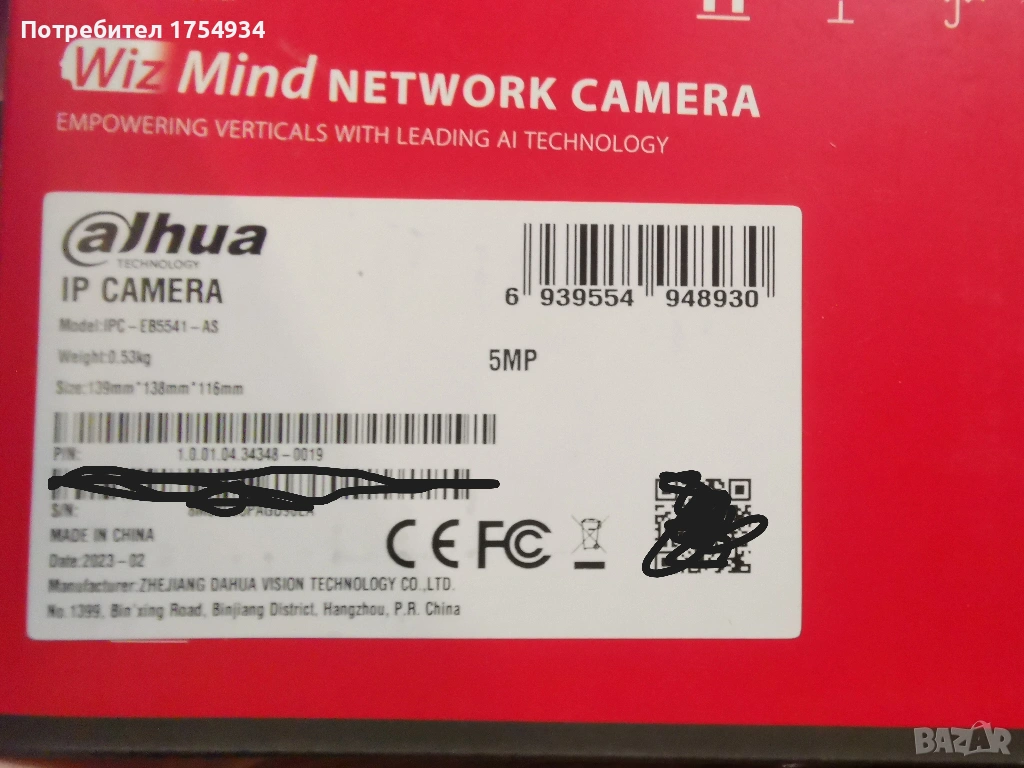 Потребител 1754934
Wiz Mind NETWORK CAMERA
EMPOWERING VERTICALS WITH LEADING AI TECHNOLOGY
alhua
TECHNOLOGY
IP CAMERA
Model:IPC-EB5541-AS
Weight:0.53kg
Size:139mm*138mm*116mm
6 939554 948930
5MP
P/N: 1.0.01.04.34348-0019
S/N:
MADE IN CHINA
Date:2023-02
CE FC
Manufacturer:ZHEJIANG DAHUA VISION TECHNOLOGY CO.,LTD.
No.1399, Bin'xing Road, Binjiang District, Hangzhou, P.R. China
BAZAR